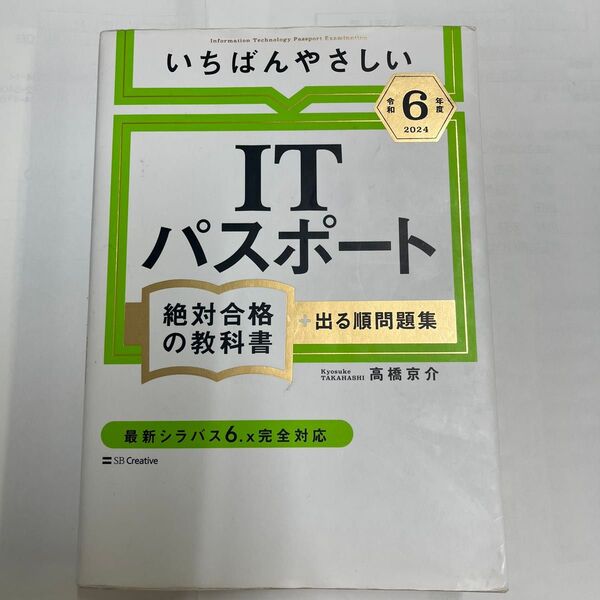 Information Technology Passport Examination
いちばんやさしい
令和
6
年度
2024
IT
パスポート
絶対合格
の教科書
+出る順問題集
Kyosuke
TAKAHASHI 高橋京介
最新シラバス6.x完全対応
SB Creative